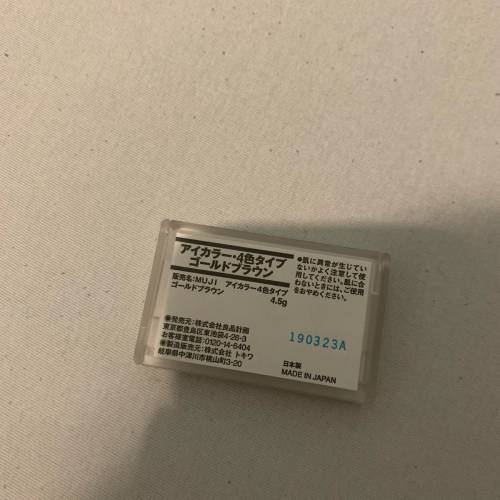 アイカラー・4色タイプ
ゴールドブラウン
販売名:MUJI アイカラー4色タイプ
ゴールドブラウン
4.5g
●発売元:株式会社良品計画
東京都豊島区東池袋4-26-3
お客様室電話:0120-14-6404
●製造販売元:株式会社 トキワ
岐阜県中津川市桃山町3-20
●肌に異常が生じてい
ないかよく注意して使
用してください。肌に合
わないときには、ご使用
をおやめください。
190323A
日本製
MADE IN JAPAN